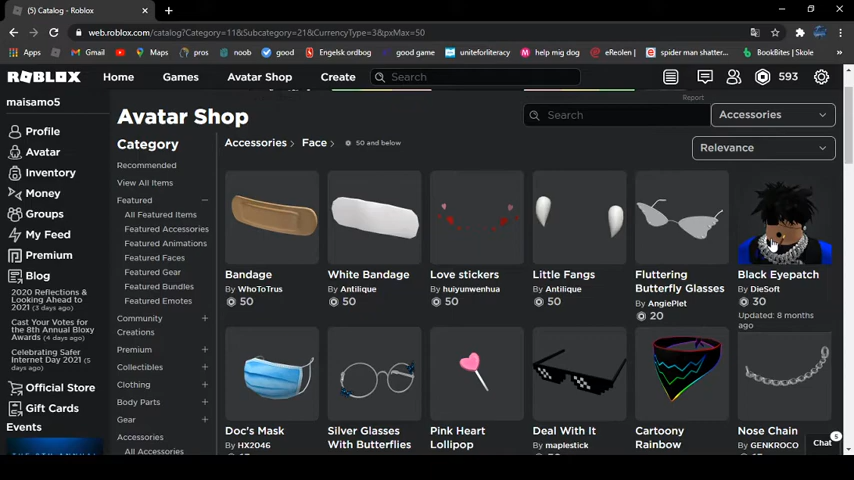 (5) Catalog - Roblox
web.roblox.com/catalog?Category=11&Subcategory=21&CurrencyType=3&pxMax=50
Apps Gmail Maps pros noob good Engelsk ordbog good game uniteforliteracy help mig dog eReolen | spider man shatter... BookBites | Skole
ROBLOX Home Games Avatar Shop Create Search 593
maisamo5
Profile
Avatar
Inventory
Money
Groups
My Feed
Premium
Blog
2020 Reflections &
Looking Ahead to
2021 (3 days ago)
Cast Your Votes for
the 8th Annual Bloxy
Awards (4 days ago)
Celebrating Safer
Internet Day 2021 (5
days ago)
Official Store
Gift Cards
Events
Report
Avatar Shop
Search
Accessories
Category
Accessories Face 50 and below
Relevance
Recommended
View All Items
Featured
All Featured Items
Featured Accessories
Featured Animations
Featured Faces
Featured Gear
Featured Bundles
Featured Emotes
Community
Creations
Premium
Collectibles
Clothing
Body Parts
Gear
Accessories
All Accessories
Bandage
By WhoToTrus
50
White Bandage
By Antilique
50
Love stickers
By huiyunwenhua
50
Little Fangs
By Antilique
50
Fluttering
Butterfly Glasses
By AngiePlet
20
Black Eyepatch
By DieSoft
30
Updated: 8 months
ago
Doc's Mask
By HX2046
Silver Glasses
With Butterflies
Pink Heart
Lollipop
Deal With It
By maplestick
Cartoony
Rainbow
Nose Chain
By GENKROCO
Chat 5